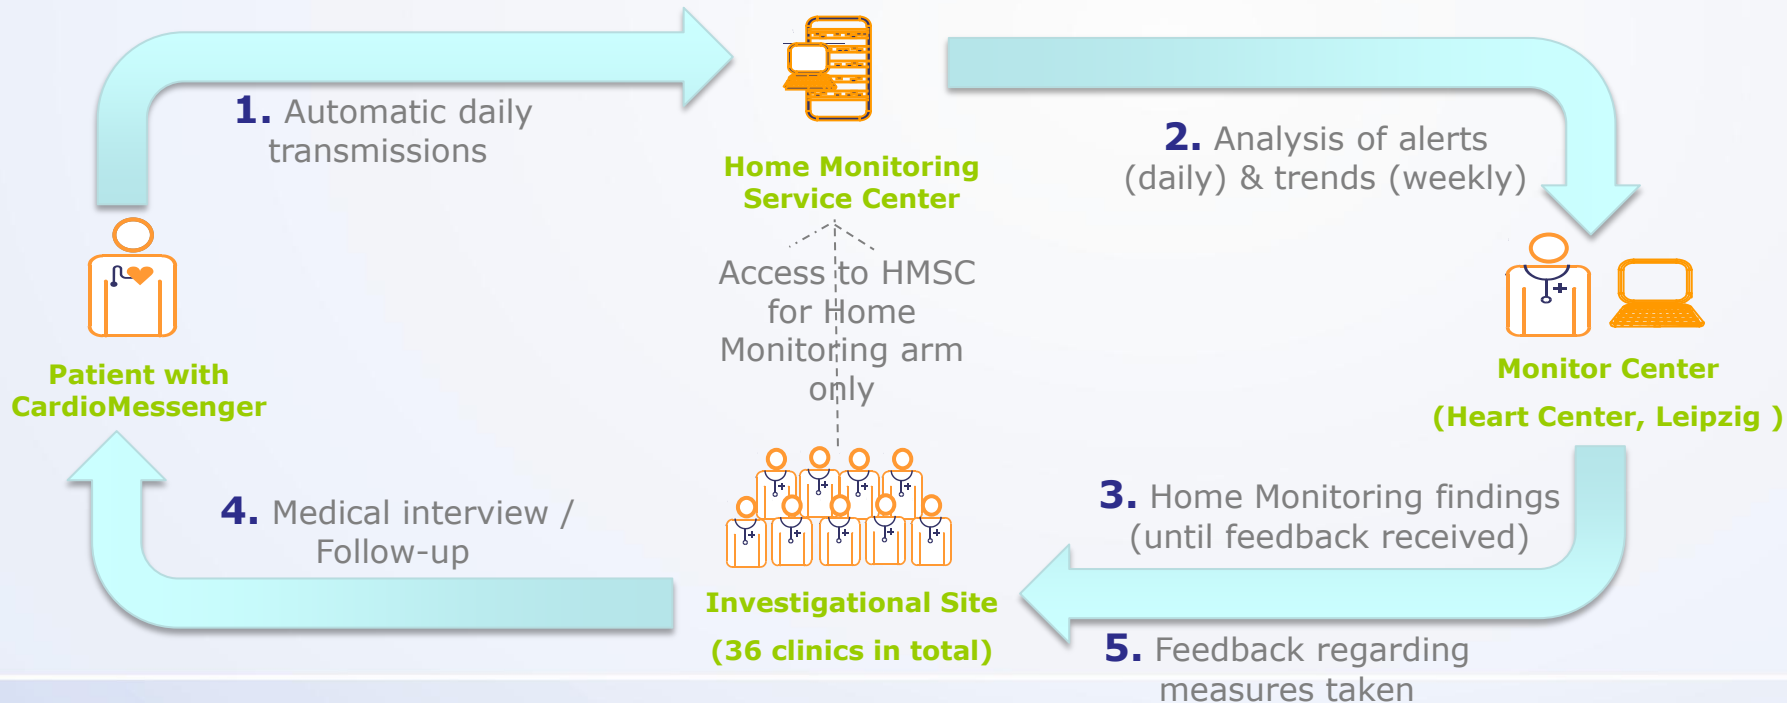 1. Automatic daily
transmissions
Home Monitoring
Service Center
2. Analysis of alerts
(daily) & trends (weekly)
Access to HMSC
for Home
Monitoring arm
only
Patient with
CardioMessenger
Monitor Center
(Heart Center, Leipzig )
3. Home Monitoring findings
(until feedback received)
4. Medical interview /
Follow-up
Investigational Site
(36 clinics in total)
5. Feedback regarding
measures taken